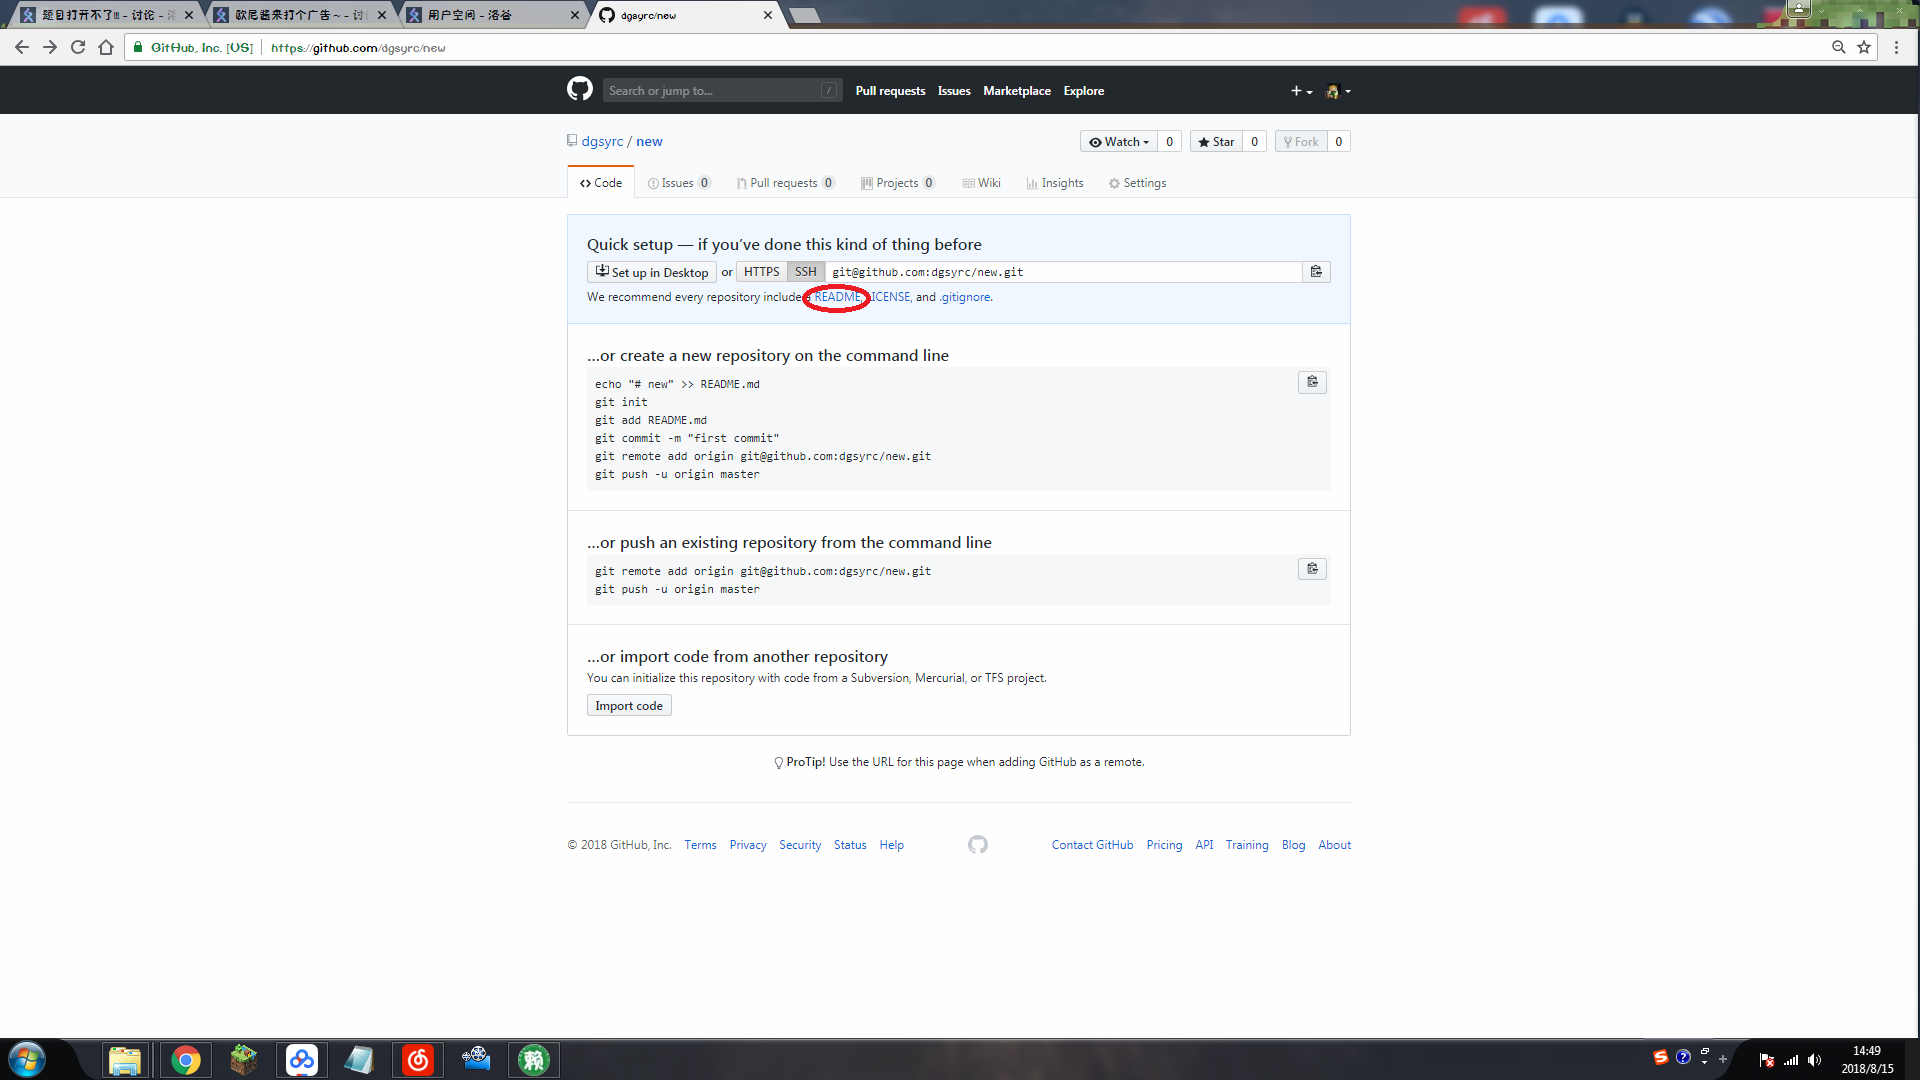 题目打开不了!!! - 讨论 - 洛
欧尼酱来打个广告~ - 讨
用户空间 - 洛谷
dgsyrc/new
GitHub, Inc. [US] https://github.com/dgsyrc/new
Search or jump to... / Pull requests Issues Marketplace Explore
dgsyrc / new Watch 0 Star 0 Fork 0
Code Issues 0 Pull requests 0 Projects 0 Wiki Insights Settings
Quick setup — if you've done this kind of thing before
Set up in Desktop or HTTPS SSH git@github.com:dgsyrc/new.git
We recommend every repository include README, LICENSE, and .gitignore.
...or create a new repository on the command line
echo "# new" >> README.md
git init
git add README.md
git commit -m "first commit"
git remote add origin git@github.com:dgsyrc/new.git
git push -u origin master
...or push an existing repository from the command line
git remote add origin git@github.com:dgsyrc/new.git
git push -u origin master
...or import code from another repository
You can initialize this repository with code from a Subversion, Mercurial, or TFS project.
Import code
ProTip! Use the URL for this page when adding GitHub as a remote.
© 2018 GitHub, Inc. Terms Privacy Security Status Help Contact GitHub Pricing API Training Blog About
赖
14:49
2018/8/15